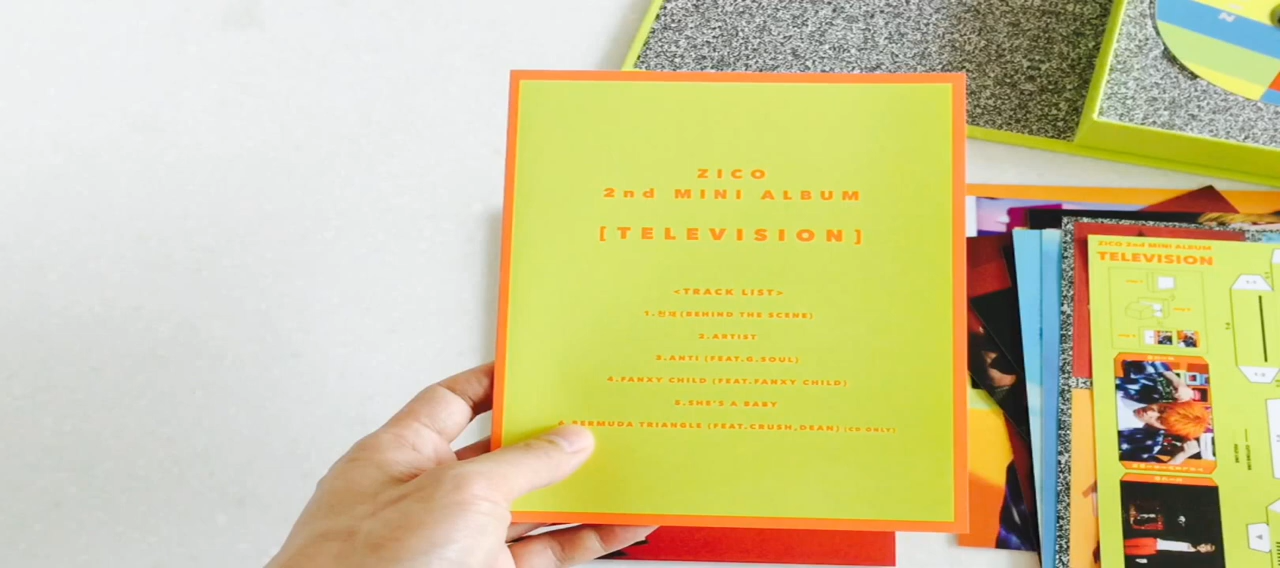 ZICO
2nd MINI ALBUM
[TELEVISION]
<TRACK LIST>
1.천재(BEHIND THE SCENE)
2.ARTIST
3.ANTI (FEAT.G.SOUL)
4.FANXY CHILD (FEAT.FANXY CHILD)
5.SHE'S A BABY
6.BERMUDA TRIANGLE (FEAT.CRUSH,DEAN) [CD ONLY]
ZICO 2nd MINI ALBUM
TELEVISION